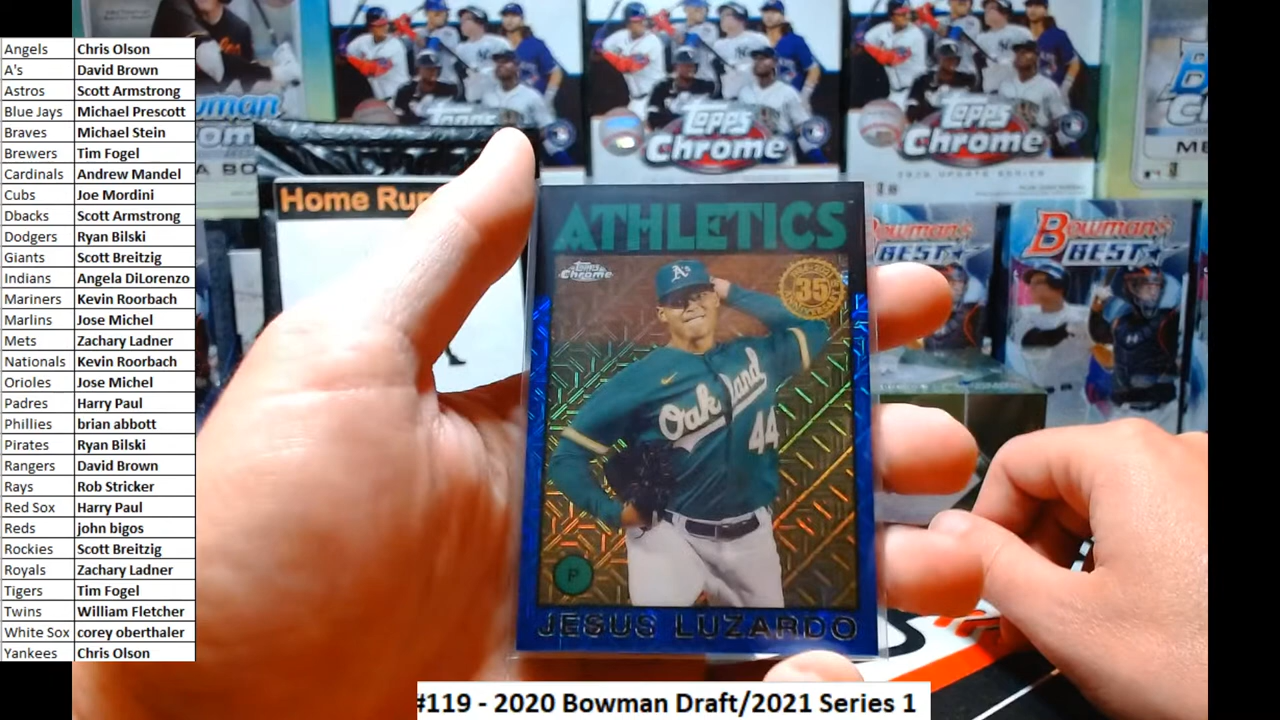 Angels Chris Olson
A's David Brown
Astros Scott Armstrong
Blue Jays Michael Prescott
Braves Michael Stein
Brewers Tim Fogel
Cardinals Andrew Mandel
Cubs Joe Mordini
Dbacks Scott Armstrong
Dodgers Ryan Bilski
Giants Scott Breitzig
Indians Angela DiLorenzo
Mariners Kevin Roorbach
Marlins Jose Michel
Mets Zachary Ladner
Nationals Kevin Roorbach
Orioles Jose Michel
Padres Harry Paul
Phillies brian abbott
Pirates Ryan Bilski
Rangers David Brown
Rays Rob Stricker
Red Sox Harry Paul
Reds john bigos
Rockies Scott Breitzig
Royals Zachary Ladner
Tigers Tim Fogel
Twins William Fletcher
White Sox corey oberthaler
Yankees Chris Olson
Topps
Topps
Chrome
Topps
Chrome
2020 UPDATE SERIES
Home Run
Bowman's
BEST
Bowman's
BEST
ATHLETICS
Topps
Chrome
35
A's
Oakland
44
P
JESUS LUZARDO
#119 - 2020 Bowman Draft/2021 Series 1